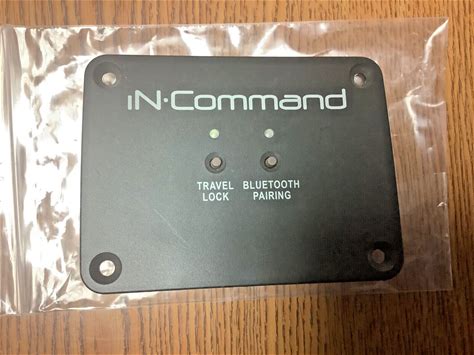 iN·Command
TRAVEL LOCK
BLUETOOTH PAIRING